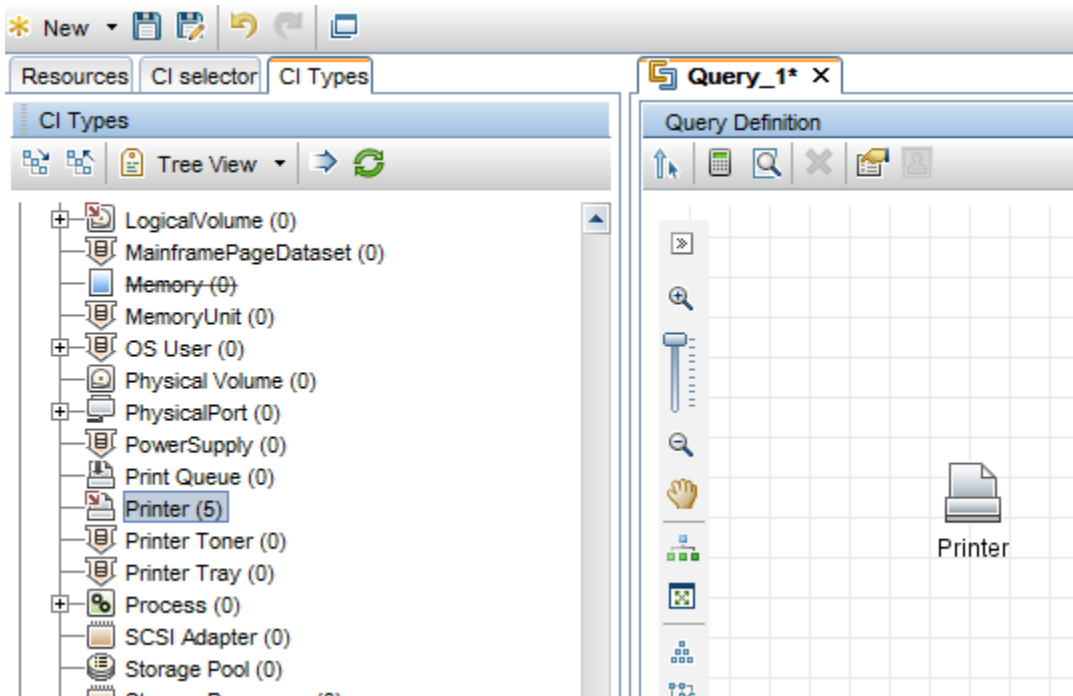 New
Resources CI selector CI Types
Query_1* X
CI Types
Query Definition
Tree View
LogicalVolume (0)
MainframePageDataset (0)
Memory (0)
MemoryUnit (0)
OS User (0)
Physical Volume (0)
PhysicalPort (0)
PowerSupply (0)
Print Queue (0)
Printer (5)
Printer Toner (0)
Printer Tray (0)
Process (0)
SCSI Adapter (0)
Storage Pool (0)
Printer